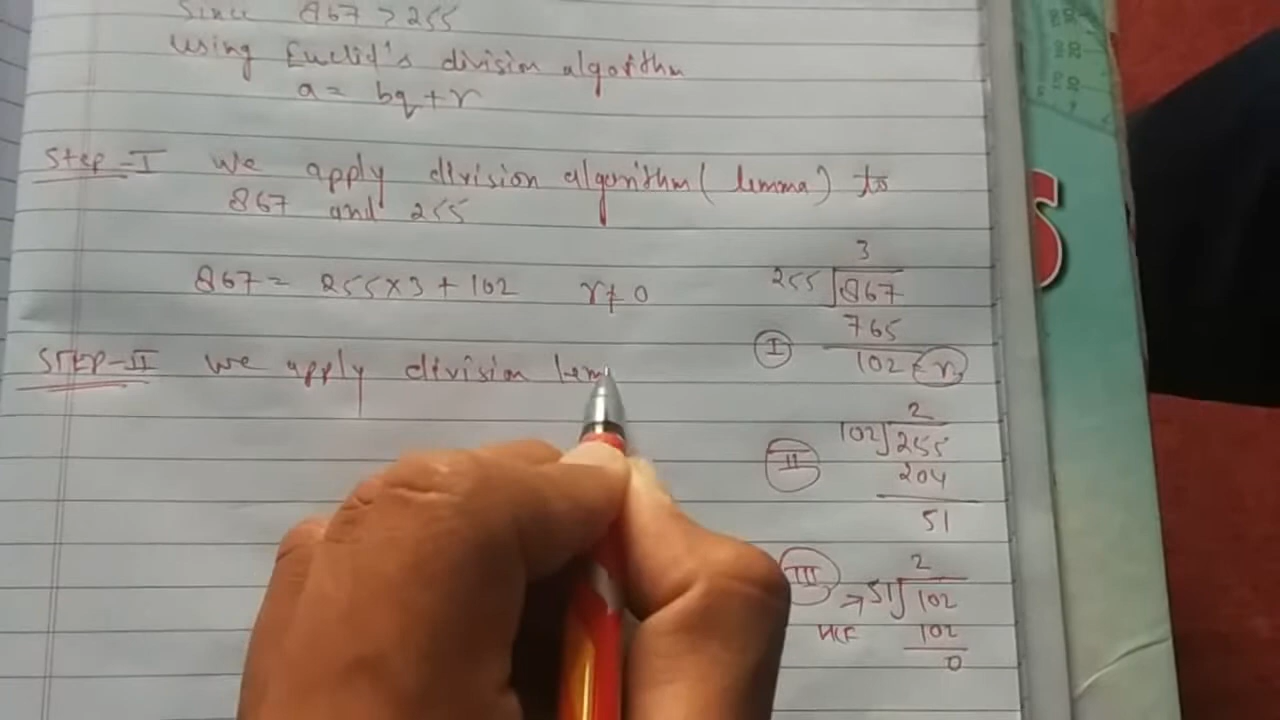 Since 867 > 255
using Euclid's division algorithm
a = bq + r
Step-I We apply division algorithm (lemma) to
867 and 255
867 = 255 × 3 + 102 r ≠ 0
STEP-II We apply division lem
3
255 867
765
I
102 ← r
2
102 255
II
204
51
III
2
→ 51 102
HCF 102
0